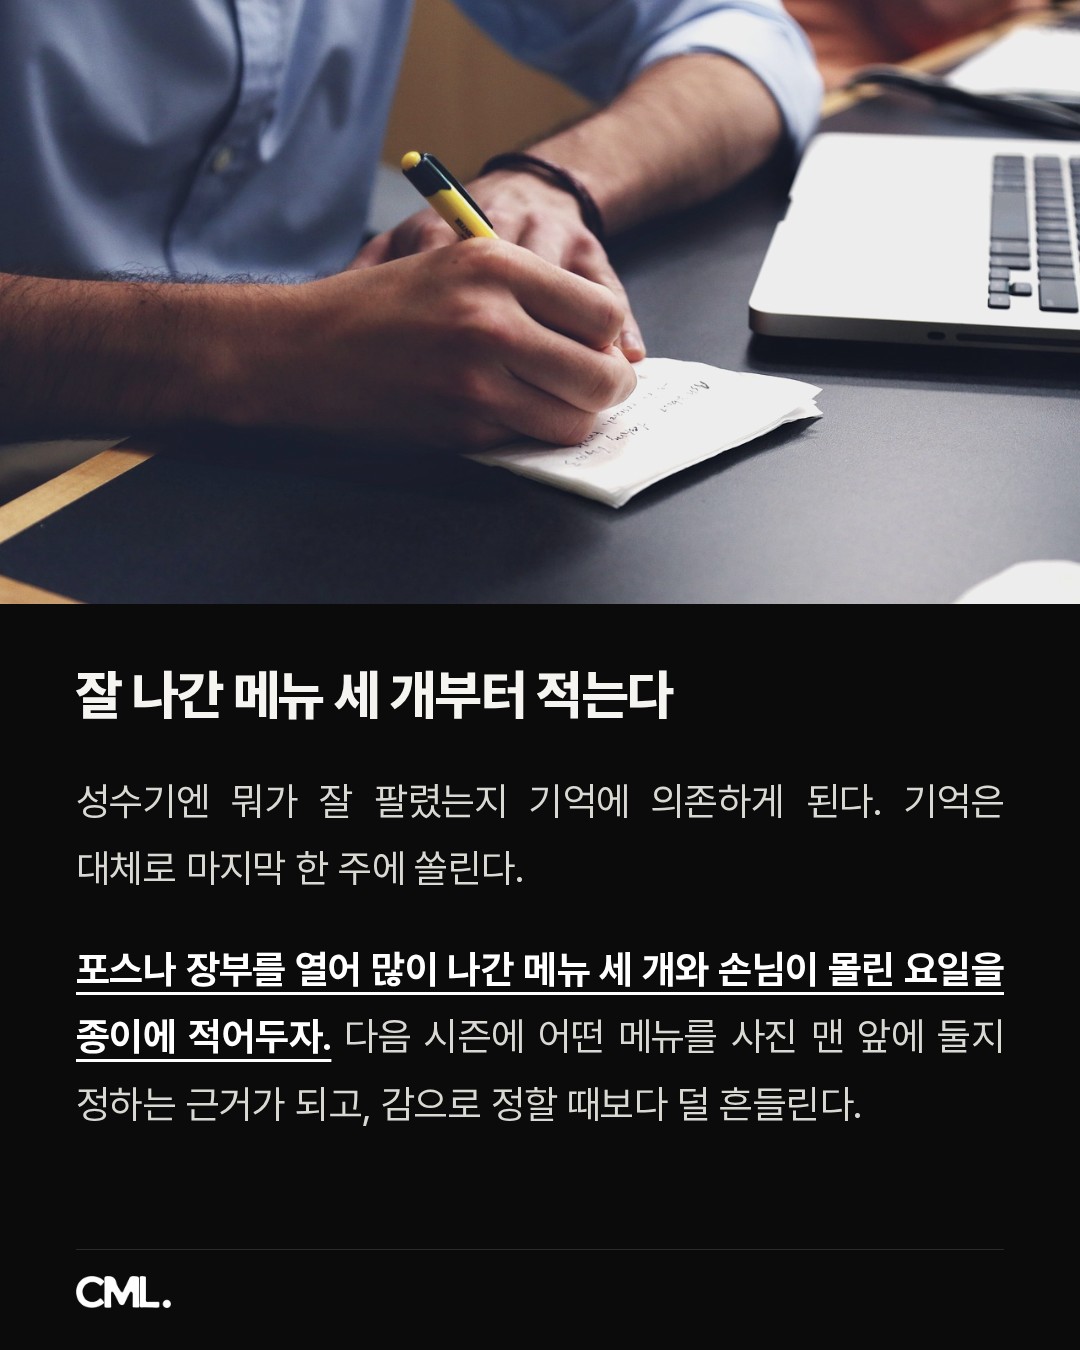 잘 나간 메뉴 세 개부터 적는다
성수기엔 뭐가 잘 팔렸는지 기억에 의존하게 된다. 기억은
대체로 마지막 한 주에 쏠린다.
포스나 장부를 열어 많이 나간 메뉴 세 개와 손님이 몰린 요일을
종이에 적어두자. 다음 시즌에 어떤 메뉴를 사진 맨 앞에 둘지
정하는 근거가 되고, 감으로 정할 때보다 덜 흔들린다.
CML.